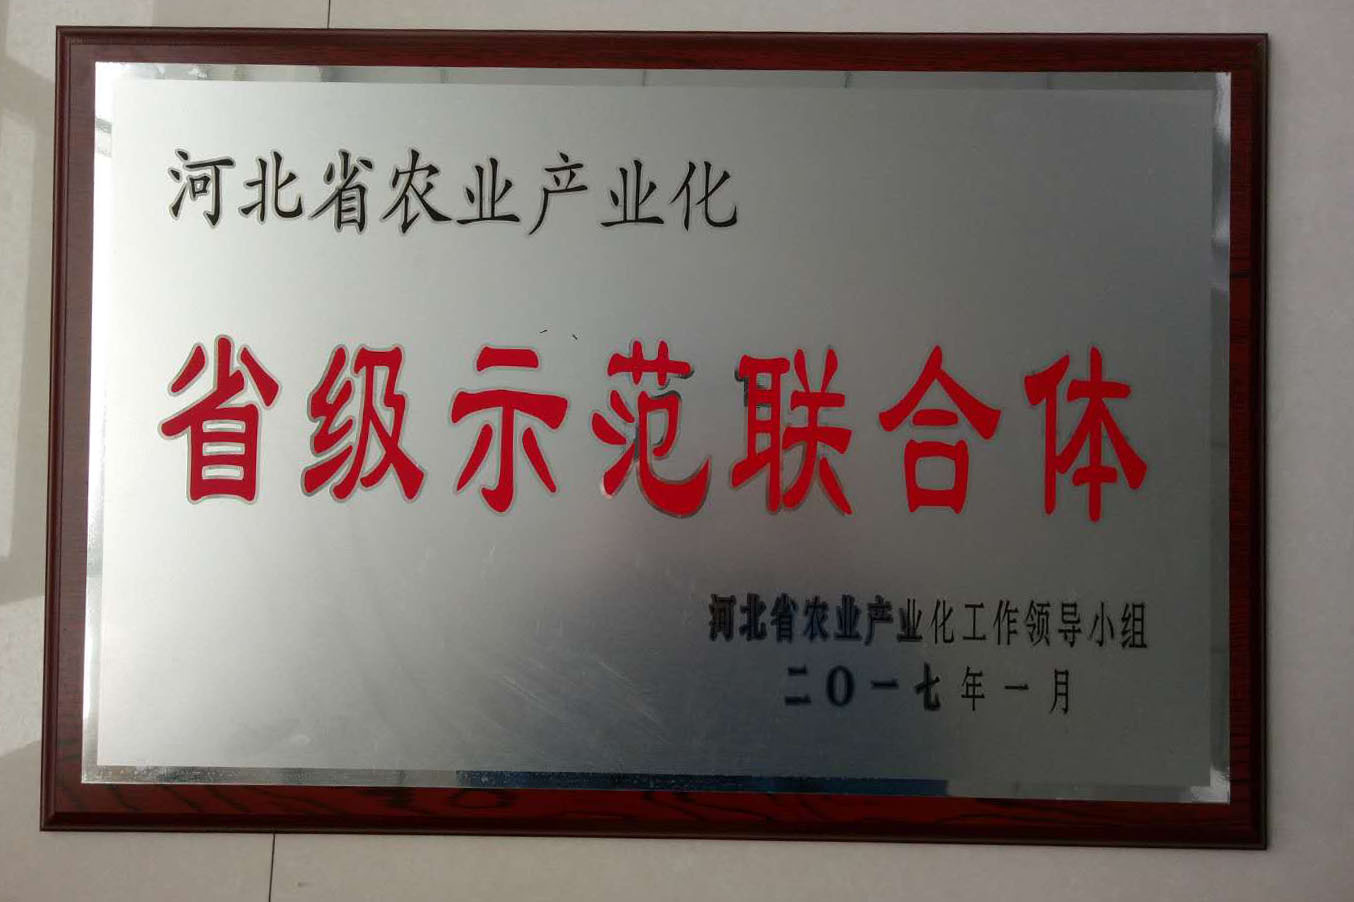 河北省农业产业化
省级示范联合体
河北省农业产业化工作领导小组
二〇一七年一月